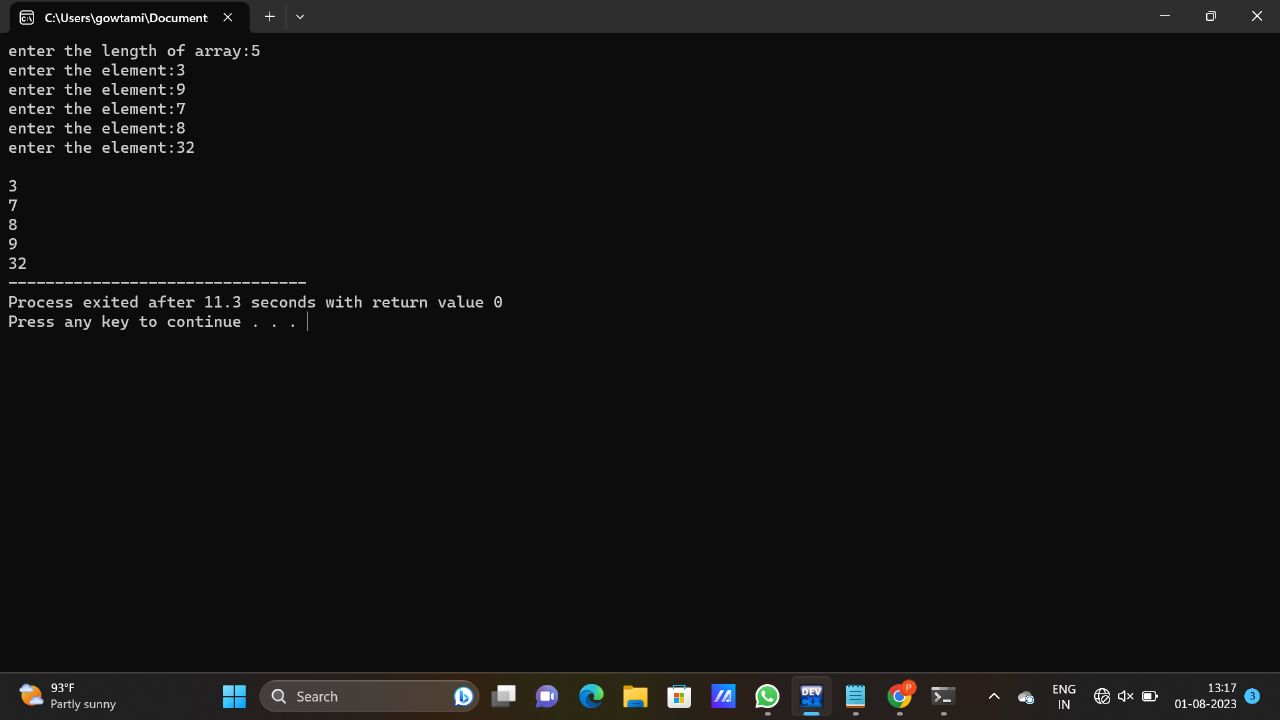 C:\Users\gowtami\Document
enter the length of array:5
enter the element:3
enter the element:9
enter the element:7
enter the element:8
enter the element:32
3
7
8
9
32
--------------------------------
Process exited after 11.3 seconds with return value 0
Press any key to continue . . .
93°F
Partly sunny
Search
DEV
C++
P
ENG
IN
13:17
01-08-2023
3